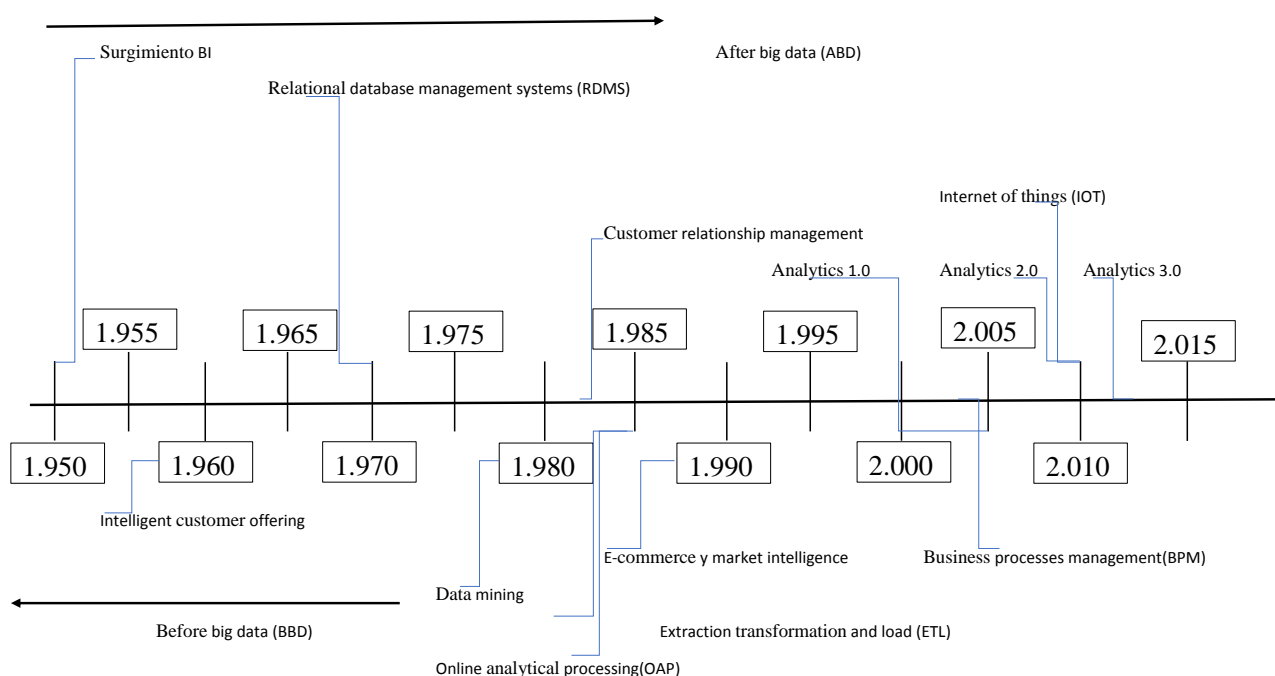 Surgimiento BI
After big data (ABD)
Relational database management systems (RDMS)
Internet of things (IOT)
Customer relationship management
Analytics 1.0
Analytics 2.0
Analytics 3.0
1.955
1.965
1.975
1.985
1.995
2.005
2.015
1.950
1.960
1.970
1.980
1.990
2.000
2.010
Intelligent customer offering
E-commerce y market intelligence
Business processes management(BPM)
Data mining
Before big data (BBD)
Extraction transformation and load (ETL)
Online analytical processing(OAP)